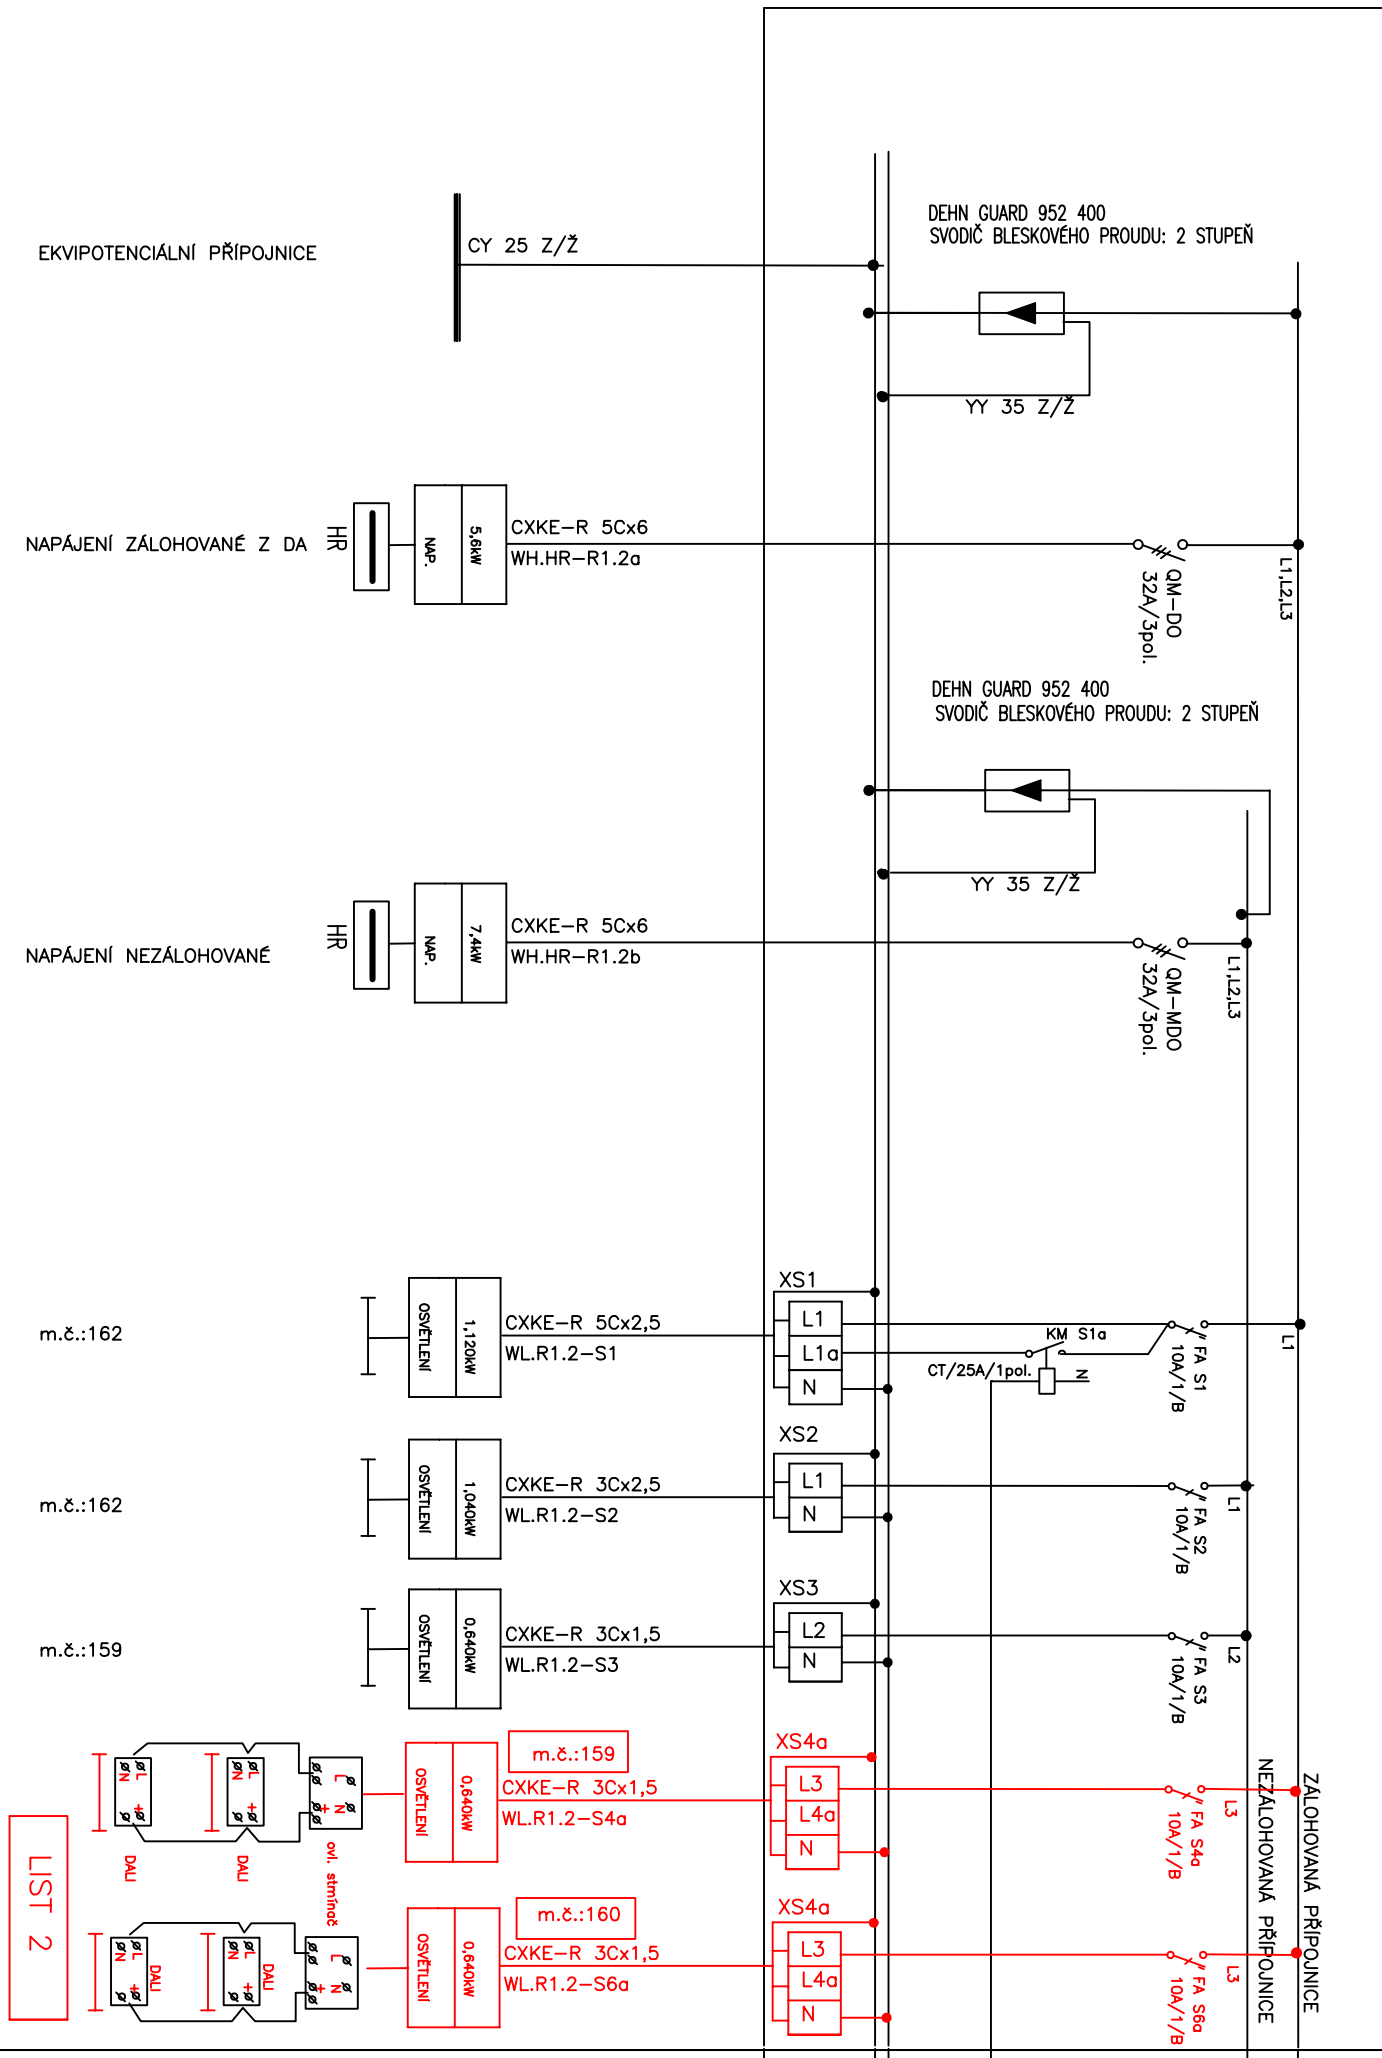 DEHN GUARD 952 400
SVODIČ BLESKOVÉHO PROUDU: 2 STUPEŇ
EKVIPOTENCIÁLNÍ PŘÍPOJNICE
CY 25 Z/Ž
YY 35 Z/Ž
NAPÁJENÍ ZÁLOHOVANÉ Z DA
HR
5,6kW
NAP.
CXKE-R 5Cx6
WH.HR-R1.2a
QM-DO
32A/3pol.
L1,L2,L3
DEHN GUARD 952 400
SVODIČ BLESKOVÉHO PROUDU: 2 STUPEŇ
YY 35 Z/Ž
NAPÁJENÍ NEZÁLOHOVANÉ
HR
7,4kW
NAP.
CXKE-R 5Cx6
WH.HR-R1.2b
QM-MDO
32A/3pol.
L1,L2,L3
m.č.:162
1,120kW
OSVĚTLENÍ
CXKE-R 5Cx2,5
WL.R1.2-S1
XS1
L1
L1a
N
KM S1a
CT/25A/1pol.
N
FA S1
10A/1/B
L1
m.č.:162
1,040kW
OSVĚTLENÍ
CXKE-R 3Cx2,5
WL.R1.2-S2
XS2
L1
N
FA S2
10A/1/B
L1
m.č.:159
0,640kW
OSVĚTLENÍ
CXKE-R 3Cx1,5
WL.R1.2-S3
XS3
L2
N
FA S3
10A/1/B
L2
ZÁLOHOVANÁ PŘÍPOJNICE
NEZÁLOHOVANÁ PŘÍPOJNICE
m.č.:159
0,640kW
OSVĚTLENÍ
CXKE-R 3Cx1,5
WL.R1.2-S4a
XS4a
L3
L4a
N
FA S4a
10A/1/B
L3
L N +
L N +
L N +
DALI
DALI
ovl. stmínač
m.č.:160
0,640kW
OSVĚTLENÍ
CXKE-R 3Cx1,5
WL.R1.2-S6a
XS4a
L3
L4a
N
FA S6a
10A/1/B
L3
L N +
L N +
L N +
DALI
DALI
LIST 2